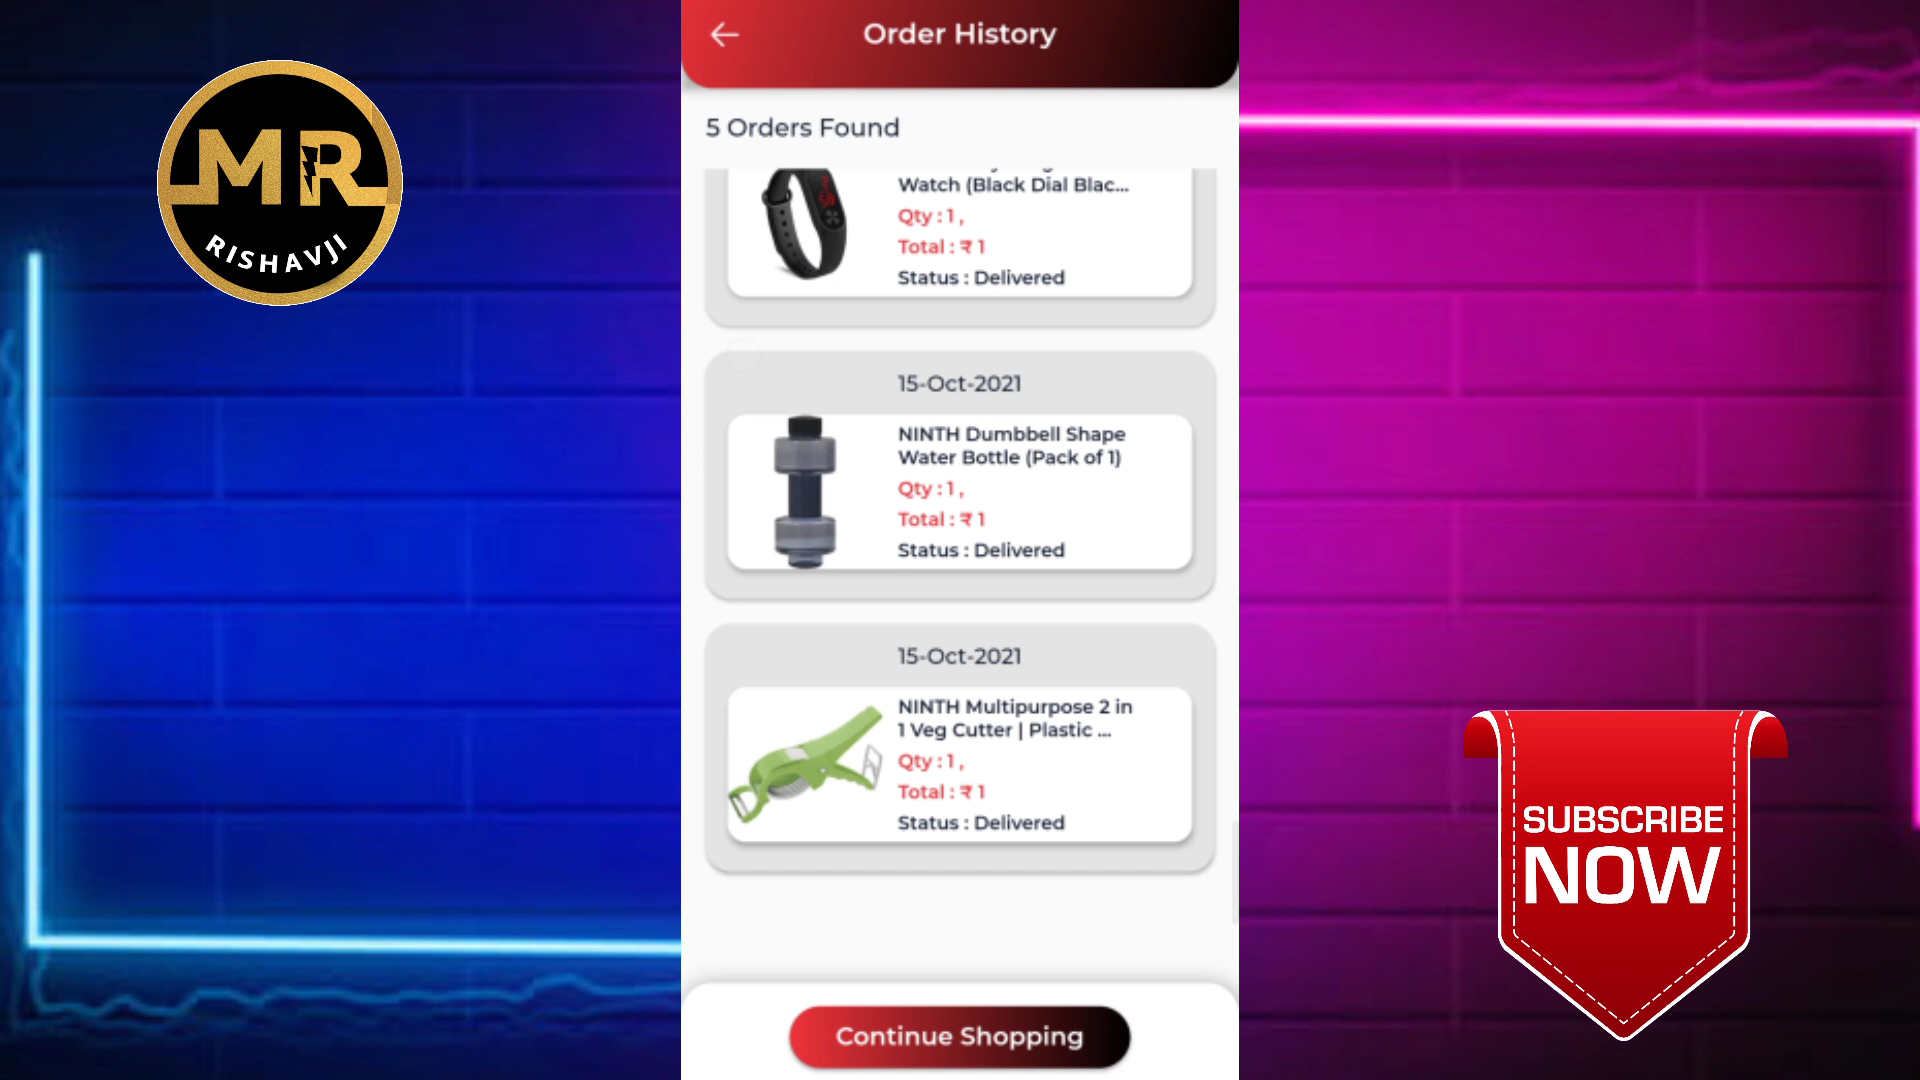 MR
RISHAVJI
Order History
5 Orders Found
Watch (Black Dial Blac...
Qty : 1 ,
Total : ₹ 1
Status : Delivered
15-Oct-2021
NINTH Dumbbell Shape
Water Bottle (Pack of 1)
Qty : 1 ,
Total : ₹ 1
Status : Delivered
15-Oct-2021
NINTH Multipurpose 2 in
1 Veg Cutter | Plastic ...
Qty : 1 ,
Total : ₹ 1
Status : Delivered
Continue Shopping
SUBSCRIBE
NOW